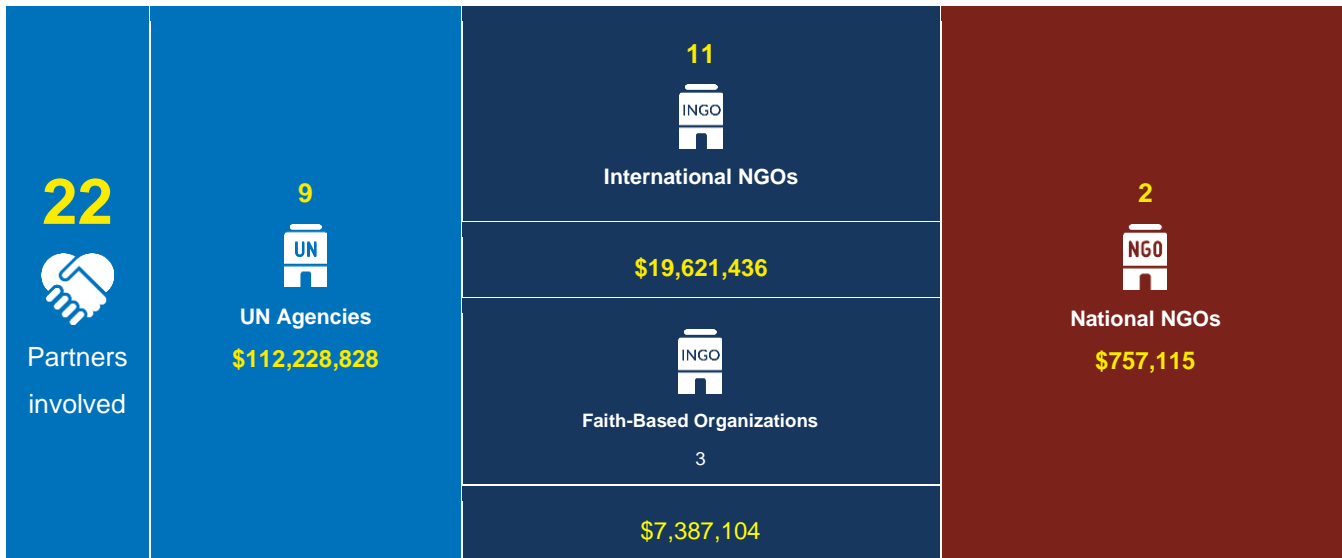 22
Partners
involved
9
UN
UN Agencies
$112,228,828
11
INGO
International NGOs
$19,621,436
INGO
Faith-Based Organizations
3
$7,387,104
2
NGO
National NGOs
$757,115